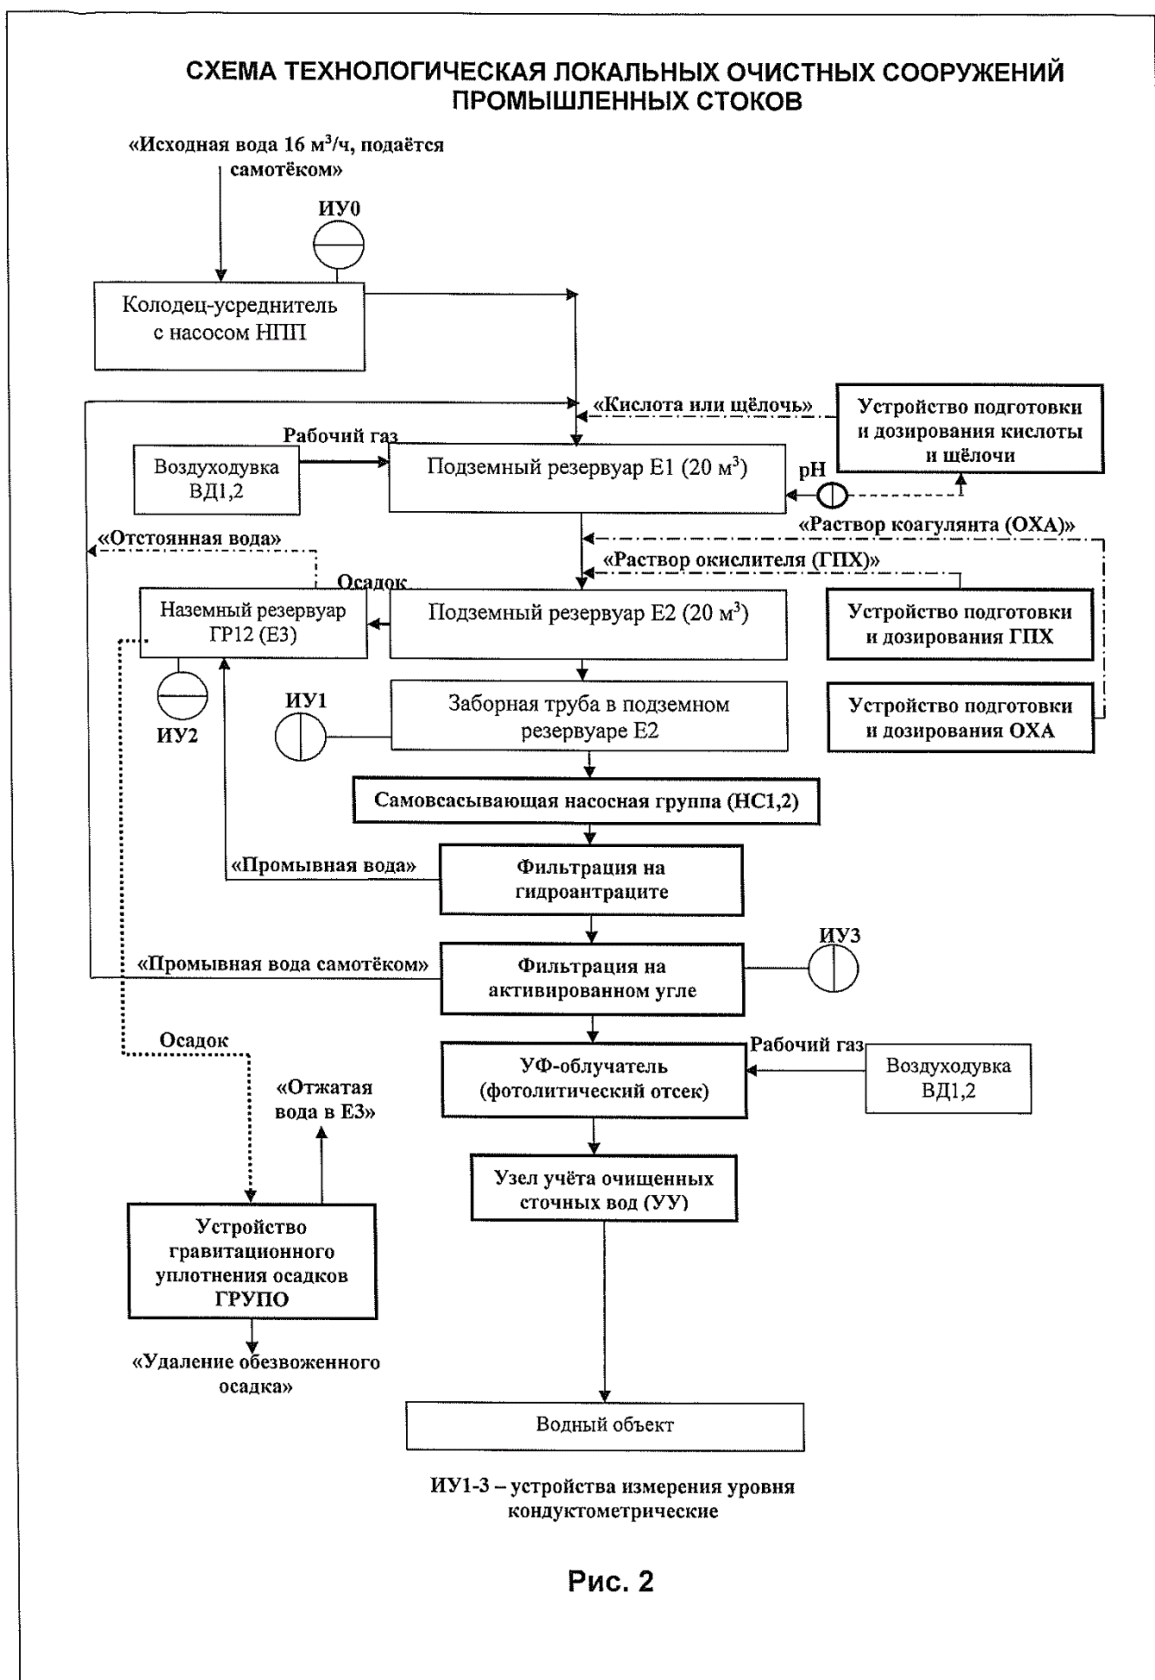 СХЕМА ТЕХНОЛОГИЧЕСКАЯ ЛОКАЛЬНЫХ ОЧИСТНЫХ СООРУЖЕНИЙ
ПРОМЫШЛЕННЫХ СТОКОВ
«Исходная вода 16 м³/ч, подаётся
самотёком»
ИУ0
Колодец-усреднитель
с насосом НПП
«Кислота или щёлочь»
Устройство подготовки
и дозирования кислоты
и щёлочи
Рабочий газ
Воздуходувка
ВД1,2
Подземный резервуар Е1 (20 м³)
pH
«Раствор коагулянта (ОХА)»
«Отстоянная вода»
«Раствор окислителя (ГПХ)»
Осадок
Наземный резервуар
ГР12 (Е3)
Подземный резервуар Е2 (20 м³)
Устройство подготовки
и дозирования ГПХ
ИУ2
ИУ1
Заборная труба в подземном
резервуаре Е2
Устройство подготовки
и дозирования ОХА
Самовсасывающая насосная группа (НС1,2)
«Промывная вода»
Фильтрация на
гидроантраците
ИУ3
«Промывная вода самотёком»
Фильтрация на
активированном угле
Осадок
Рабочий газ
УФ-облучатель
(фотолитический отсек)
Воздуходувка
ВД1,2
«Отжатая
вода в Е3»
Узел учёта очищенных
сточных вод (УУ)
Устройство
гравитационного
уплотнения осадков
ГРУПО
«Удаление обезвоженного
осадка»
Водный объект
ИУ1-3 – устройства измерения уровня
кондуктометрические
Рис. 2